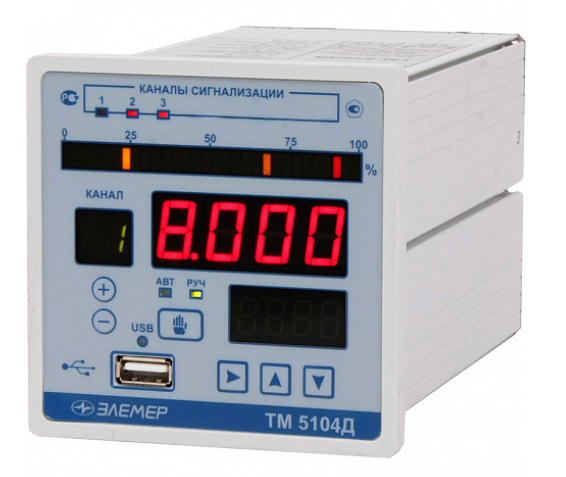 КАНАЛЫ СИГНАЛИЗАЦИИ
РС
1 2 3
0 25 50 75 100
%
КАНАЛ
1
8.000
АВТ РУЧ
+
−
USB
ЭЛЕМЕР
ТМ 5104Д